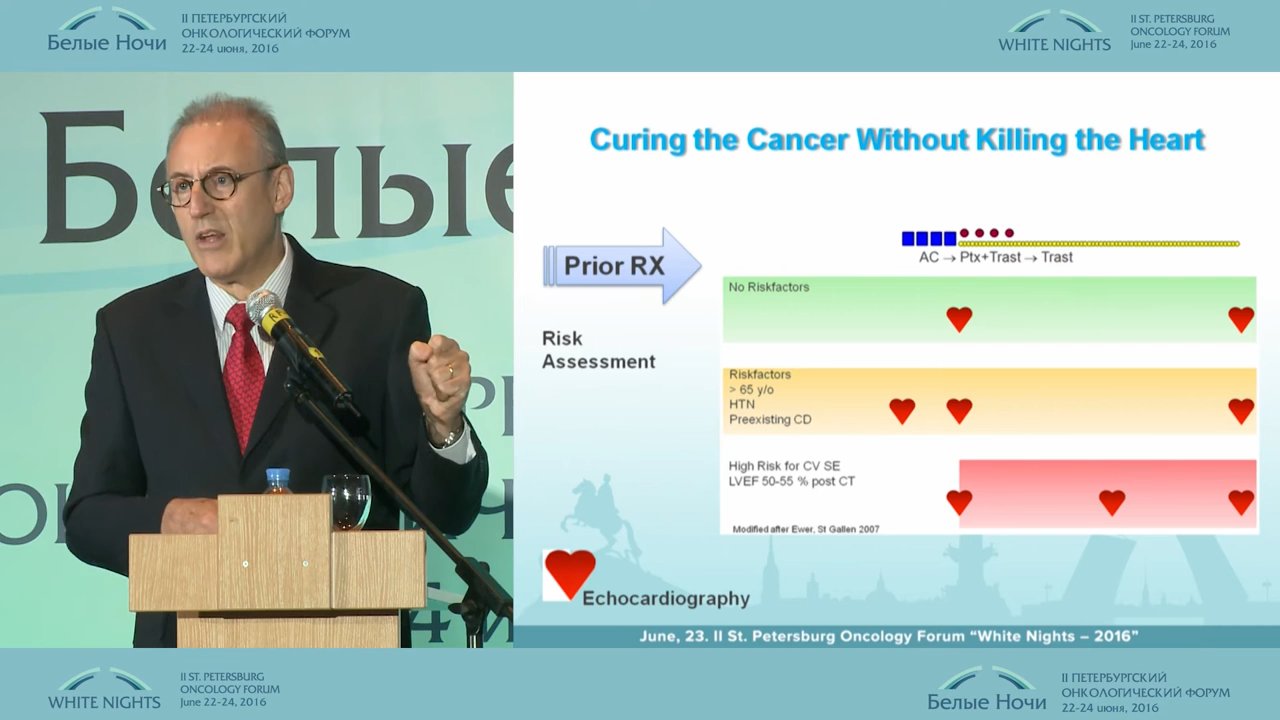 Белые Ночи
II ПЕТЕРБУРГСКИЙ
ОНКОЛОГИЧЕСКИЙ ФОРУМ
22-24 июня, 2016
WHITE NIGHTS
II ST. PETERSBURG
ONCOLOGY FORUM
June 22-24, 2016
Белые
Curing the Cancer Without Killing the Heart
Prior RX
AC → Ptx+Trast → Trast
No Riskfactors
Risk
Assessment
Riskfactors
> 65 y/o
HTN
Preexisting CD
High Risk for CV SE
LVEF 50-55 % post CT
Modified after Ewer, St Gallen 2007
Echocardiography
June, 23. II St. Petersburg Oncology Forum “White Nights – 2016”
WHITE NIGHTS
II ST. PETERSBURG
ONCOLOGY FORUM
June 22-24, 2016
Белые Ночи
II ПЕТЕРБУРГСКИЙ
ОНКОЛОГИЧЕСКИЙ ФОРУМ
22-24 июня, 2016